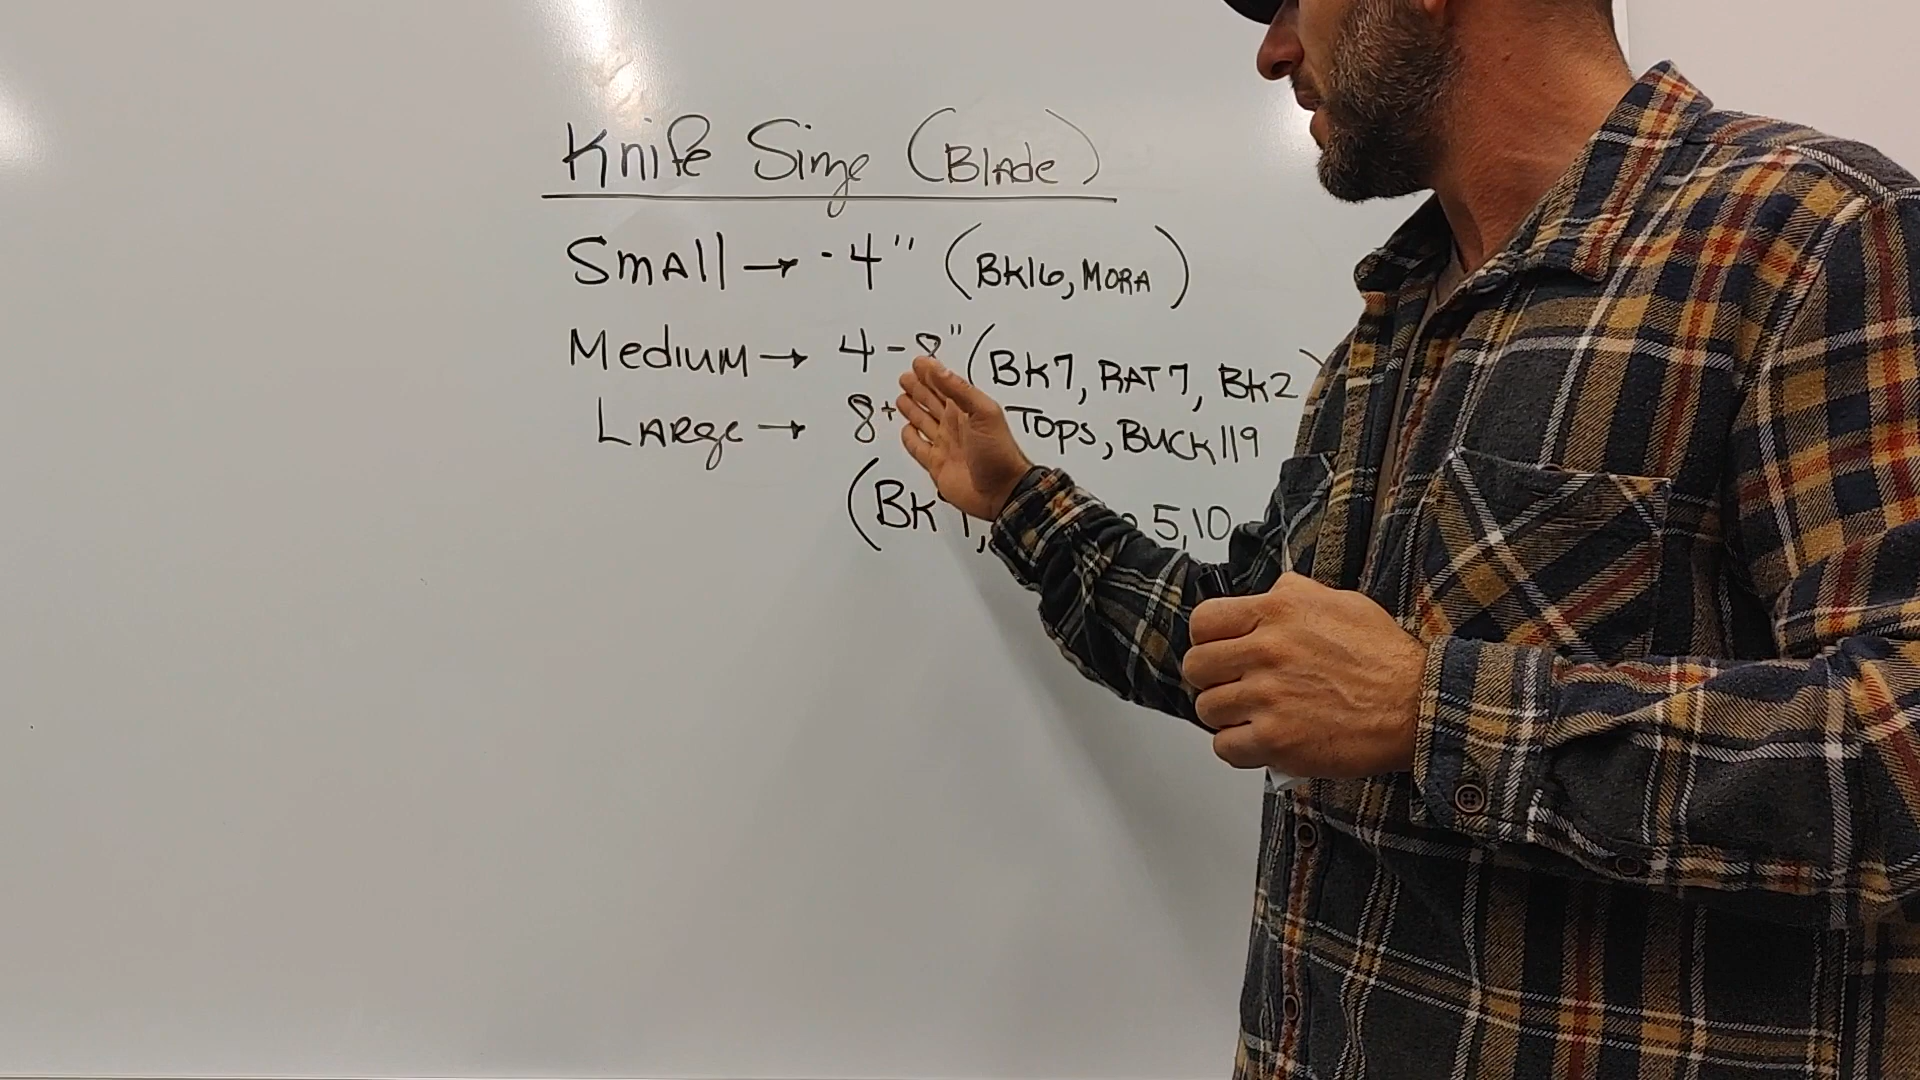 Knife Size (Blade)
Small → -4" (BK16, MORA)
Medium → 4-8" (BK7, RAT7, BK2)
Large → 8+ Tops, BUCK119
(BK 5,10